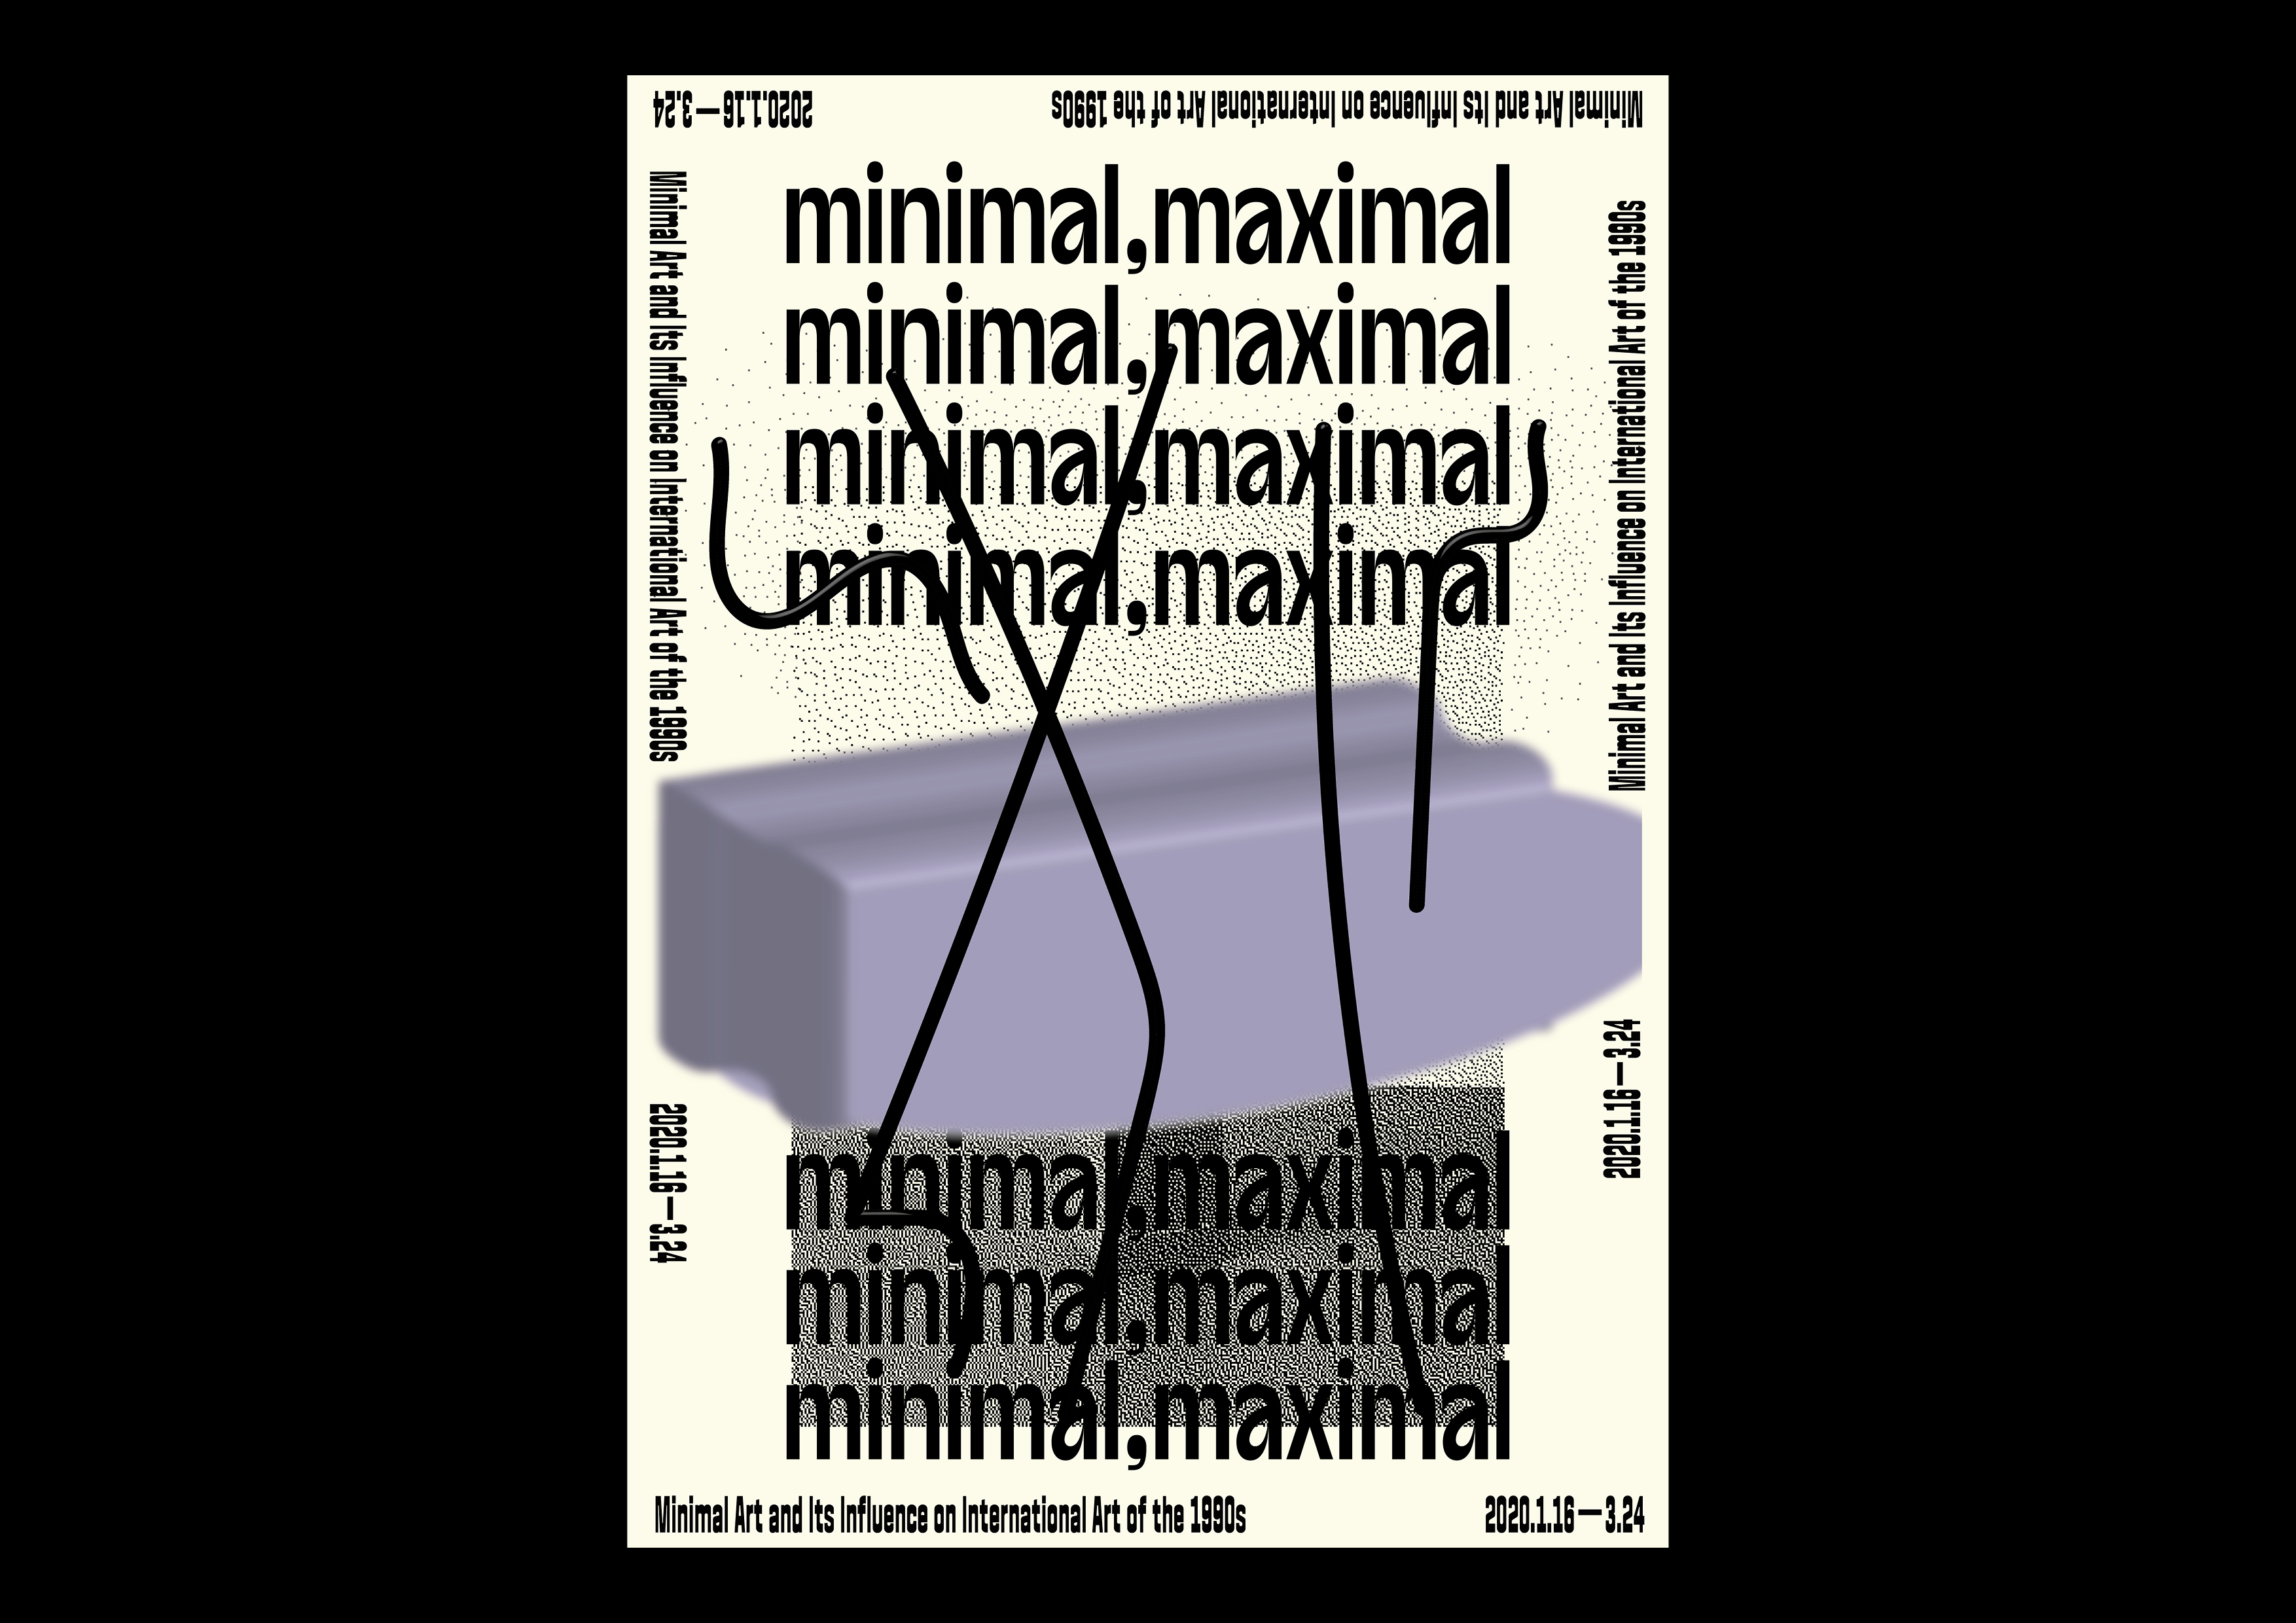 2020.1.16 — 3.24
Minimal Art and Its Influence on International Art of the 1990s
Minimal Art and Its Influence on International Art of the 1990s
2020.1.16 — 3.24
minimal,maximal
minimal,maximal
minimal,maximal
minimal,maximal
minimal,maximal
minimal,maximal
minimal,maximal
Minimal Art and Its Influence on International Art of the 1990s
2020.1.16 — 3.24
Minimal Art and Its Influence on International Art of the 1990s
2020.1.16 — 3.24